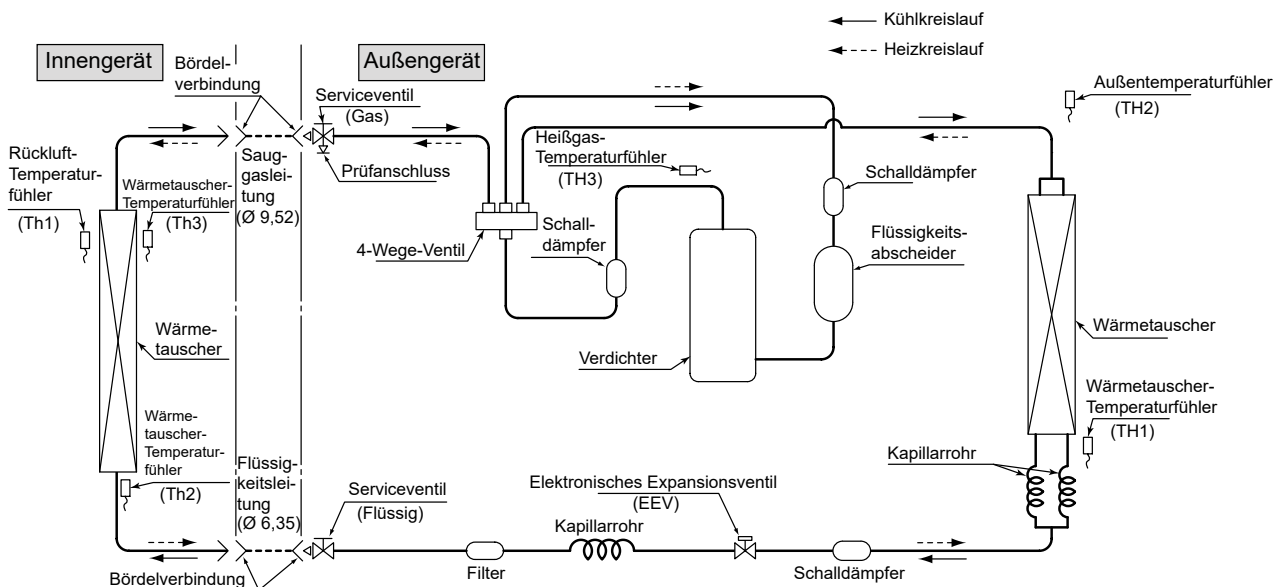 Kühlkreislauf
Heizkreislauf
Innengerät
Außengerät
Bördel-
verbindung
Serviceventil
(Gas)
Prüfanschluss
Außentemperaturfühler
(TH2)
Rückluft-
Temperatur-
fühler
(Th1)
Wärmetauscher-
Temperaturfühler
(Th3)
Saug-
gasleitung
(Ø 9,52)
Heißgas-
Temperaturfühler
(TH3)
Schalldämpfer
4-Wege-Ventil
Schall-
dämpfer
Flüssigkeits-
abscheider
Wärme-
tauscher
Verdichter
Wärmetauscher
Wärmetauscher-
Temperaturfühler
(TH1)
Wärme-
tauscher-
Temperatur-
fühler
(Th2)
Flüssig-
keitslei-
tung
(Ø 6,35)
Serviceventil
(Flüssig)
Elektronisches Expansionsventil
(EEV)
Kapillarrohr
Kapillarrohr
Bördelverbindung
Filter
Schalldämpfer